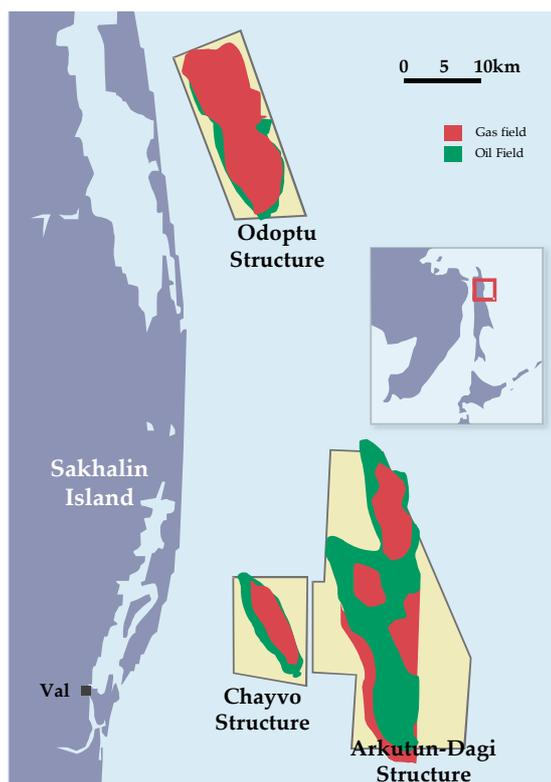 0 5 10km
Gas field
Oil Field
Odoptu
Structure
Sakhalin
Island
Val
Chayvo
Structure
Arkutun-Dagi
Structure